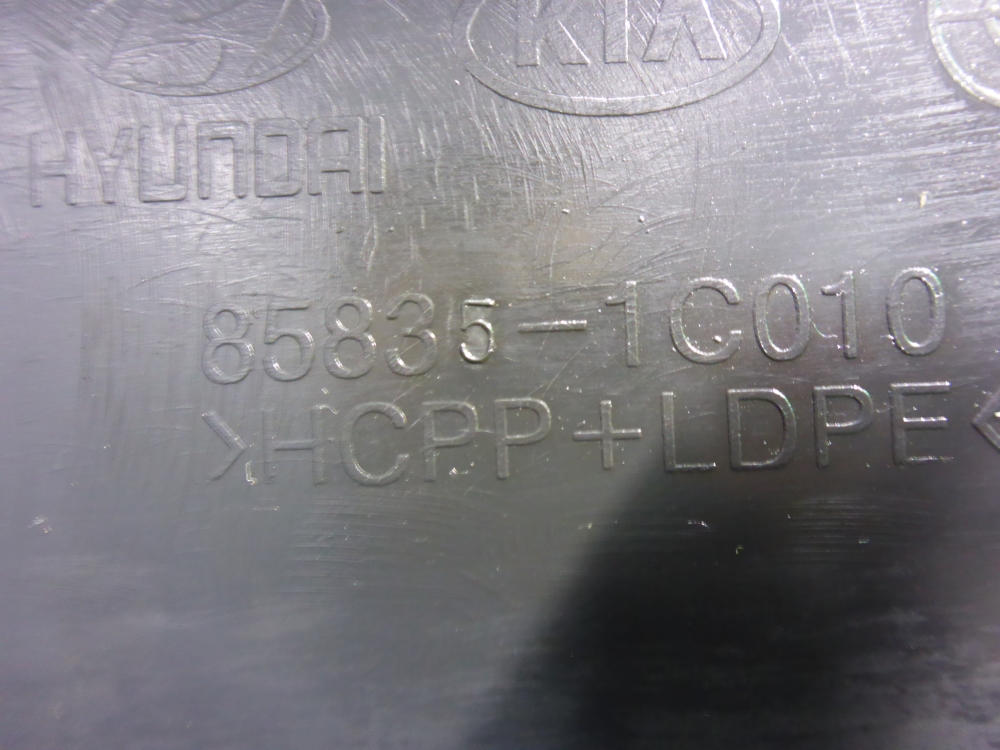 KIA
HYUNDAI
85835-1C010
>HCPP+LDPE<